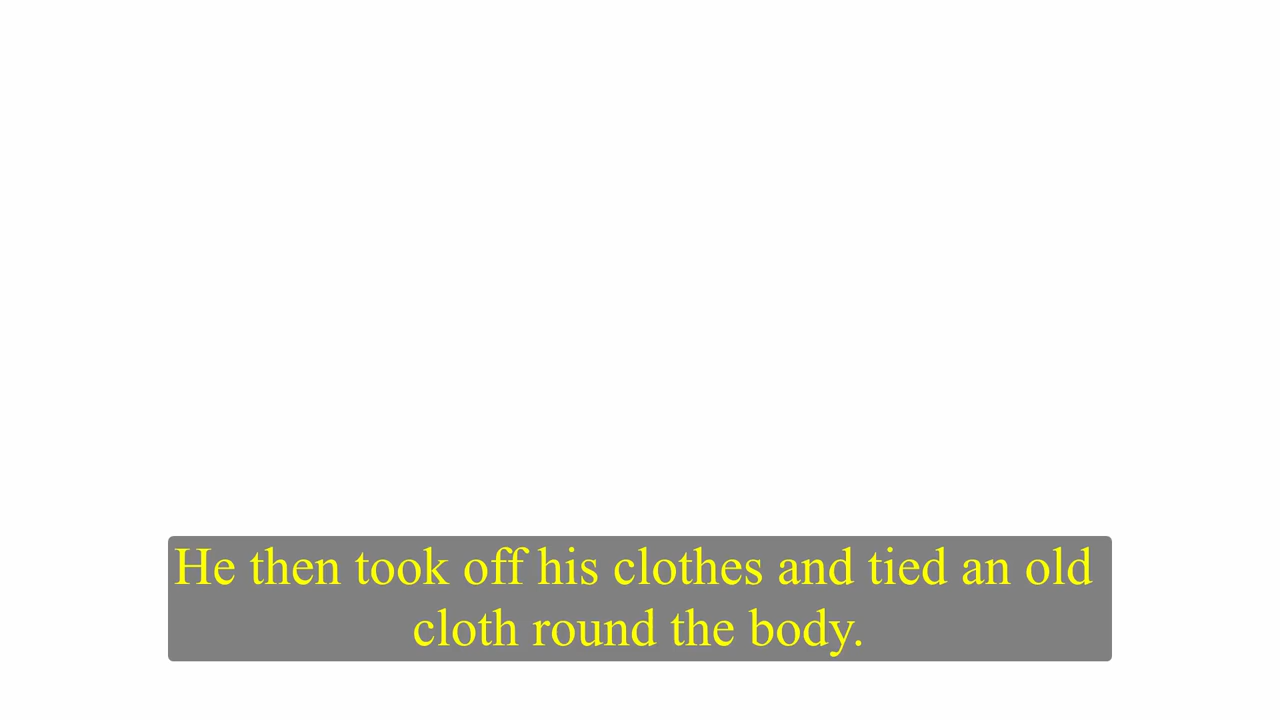 He then took off his clothes and tied an old
cloth round the body.